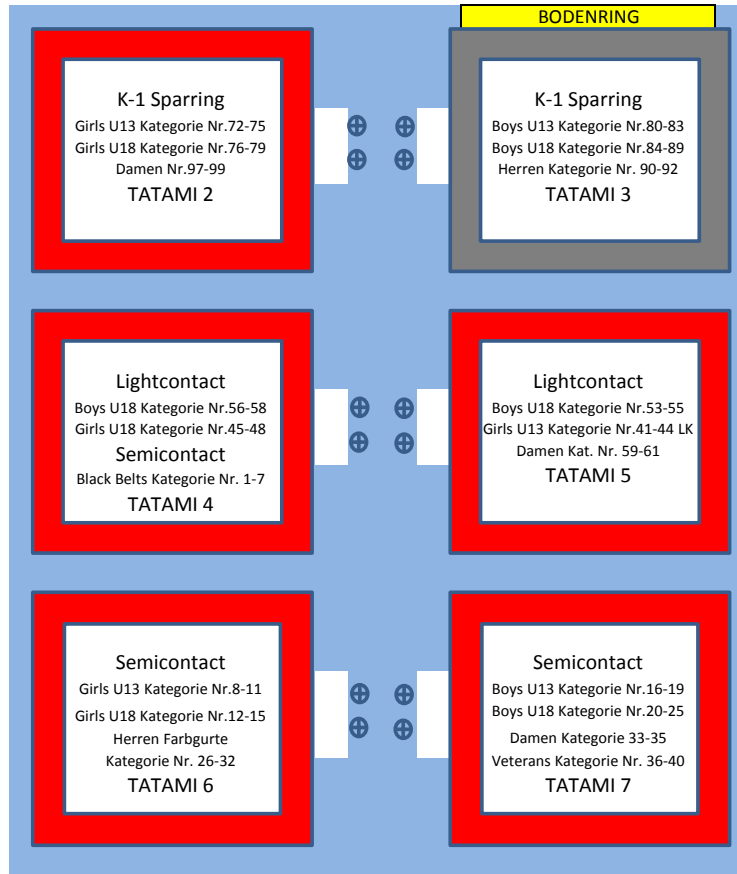 BODENRING
K-1 Sparring
Girls U13 Kategorie Nr.72-75
Girls U18 Kategorie Nr.76-79
Damen Nr.97-99
TATAMI 2
K-1 Sparring
Boys U13 Kategorie Nr.80-83
Boys U18 Kategorie Nr.84-89
Herren Kategorie Nr. 90-92
TATAMI 3
Lightcontact
Boys U18 Kategorie Nr.56-58
Girls U18 Kategorie Nr.45-48
Semicontact
Black Belts Kategorie Nr. 1-7
TATAMI 4
Lightcontact
Boys U18 Kategorie Nr.53-55
Girls U13 Kategorie Nr.41-44 LK
Damen Kat. Nr. 59-61
TATAMI 5
Semicontact
Girls U13 Kategorie Nr.8-11
Girls U18 Kategorie Nr.12-15
Herren Farbgurte
Kategorie Nr. 26-32
TATAMI 6
Semicontact
Boys U13 Kategorie Nr.16-19
Boys U18 Kategorie Nr.20-25
Damen Kategorie 33-35
Veterans Kategorie Nr. 36-40
TATAMI 7